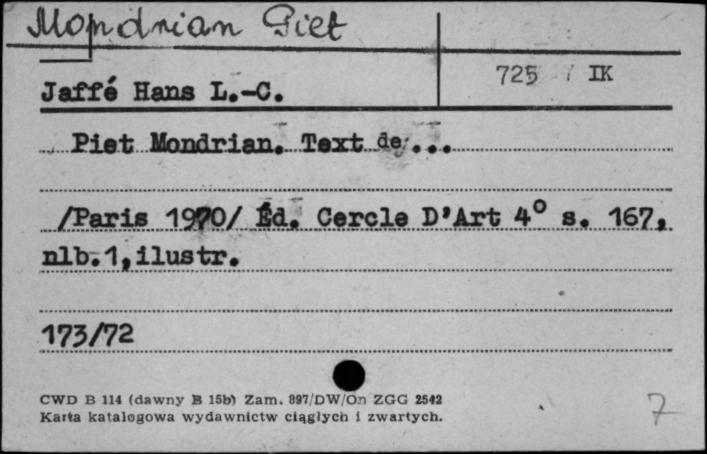 Mondrian Piet
725 / IK
Jaffé Hans L.-C.
Piet Mondrian. Text de ...
/Paris 1970/ Éd. Cercle D'Art 4° s. 167,
nlb.1,ilustr.
173/72
CWD B 114 (dawny B 15b) Zam. 897/DW/On ZGG 2542
Karta katalogowa wydawnictw ciągłych i zwartych.
7